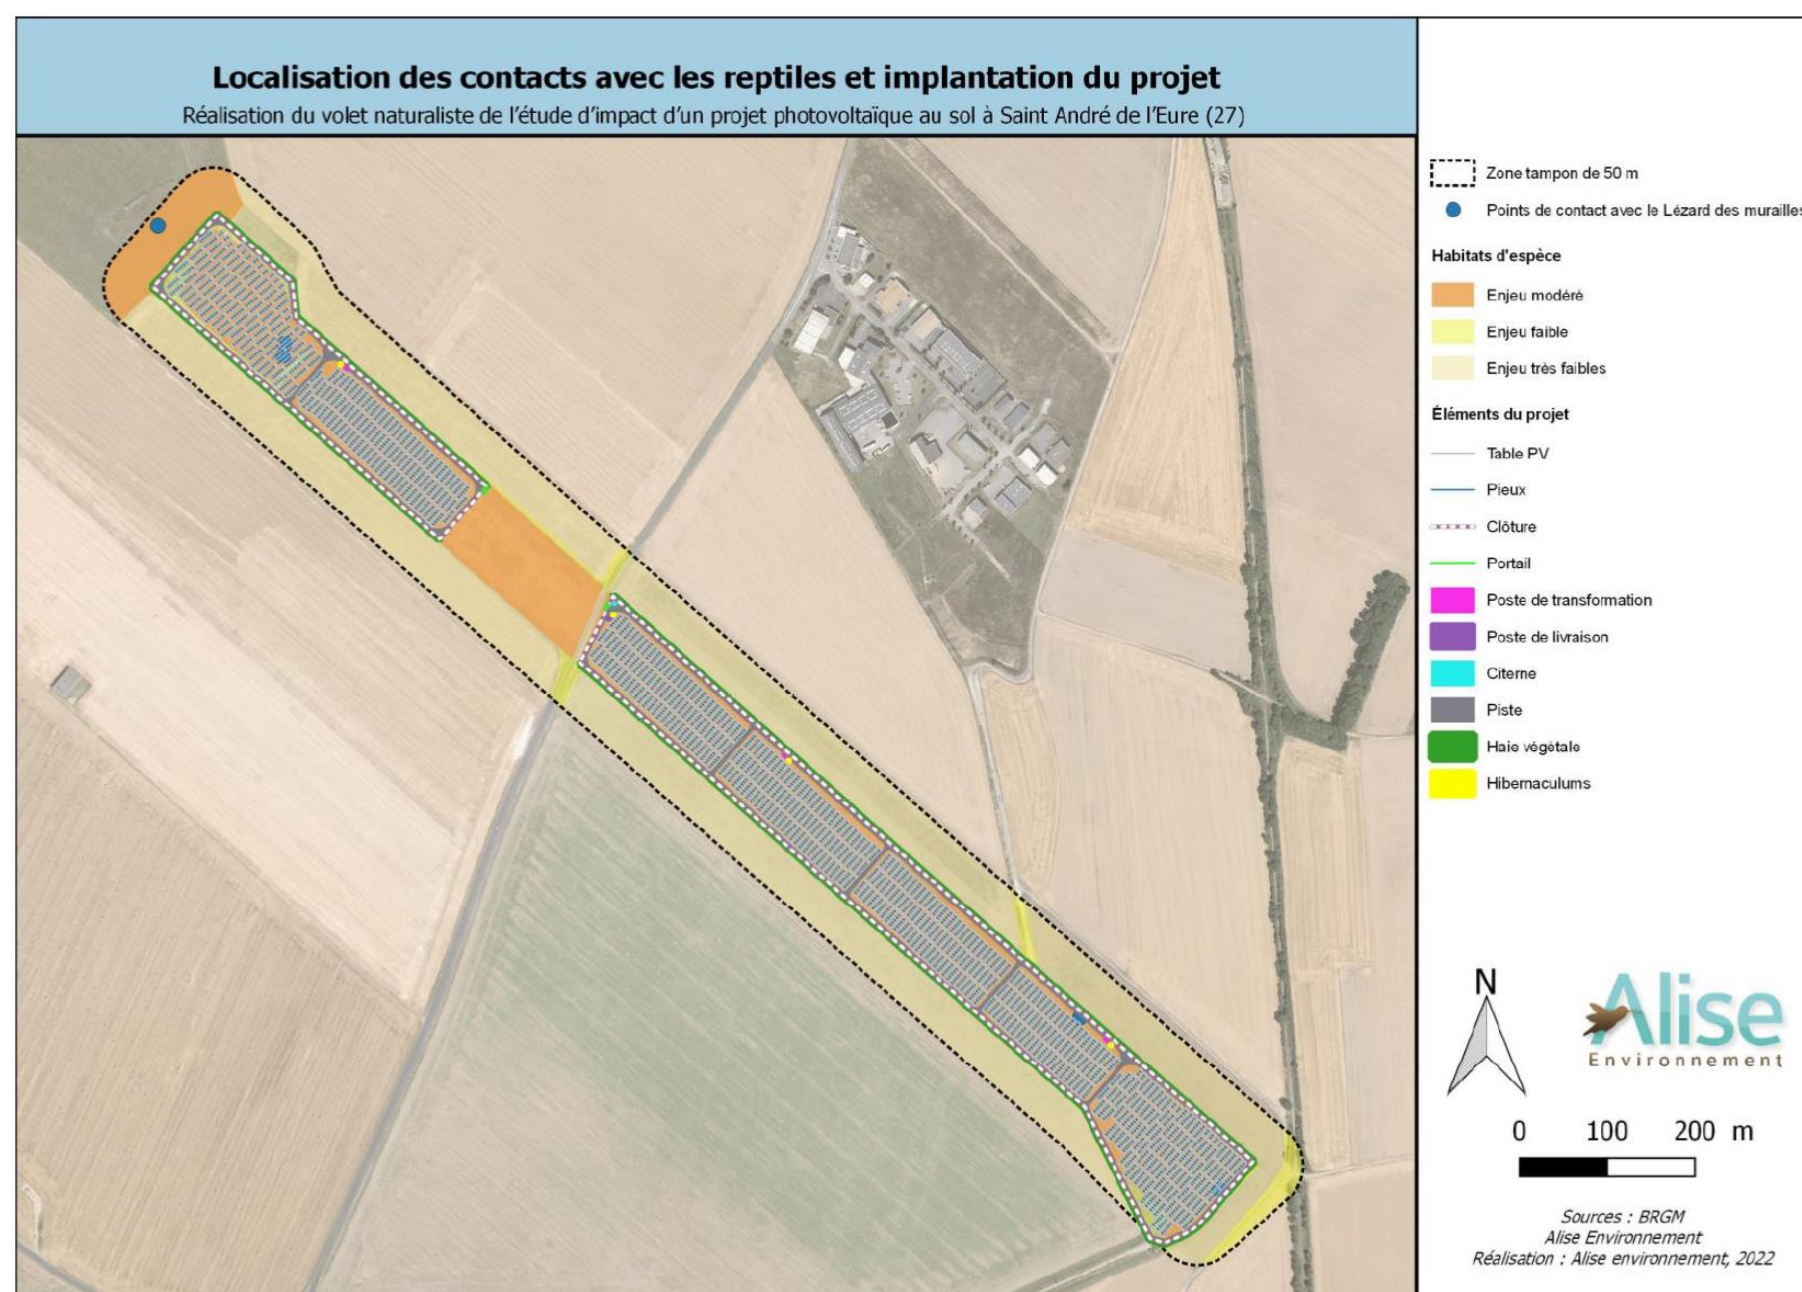 Localisation des contacts avec les reptiles et implantation du projet
Réalisation du volet naturaliste de l'étude d'impact d'un projet photovoltaïque au sol à Saint André de l'Eure (27)
Zone tampon de 50 m
Points de contact avec le Lézard des murailles
Habitats d'espèce
Enjeu modéré
Enjeu faible
Enjeu très faibles
Éléments du projet
Table PV
Pieux
Clôture
Portail
Poste de transformation
Poste de livraison
Citerne
Piste
Haie végétale
Hibernaculums
N
Alise
Environnement
0 100 200 m
Sources : BRGM
Alise Environnement
Réalisation : Alise environnement, 2022